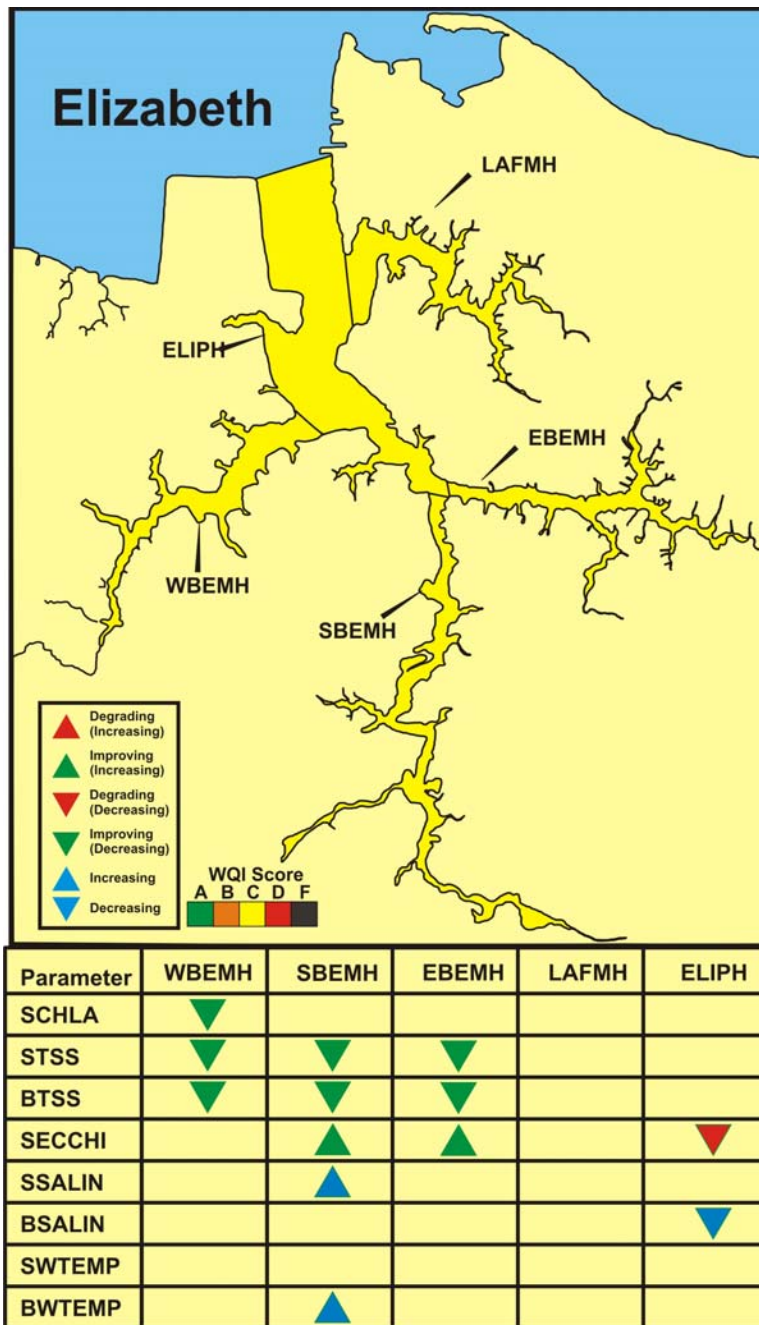 Elizabeth
LAFMH
ELIPH
EBEMH
WBEMH
SBEMH
Degrading
(Increasing)
Improving
(Increasing)
Degrading
(Decreasing)
Improving
(Decreasing)
Increasing
Decreasing
WQI Score
A B C D F
Parameter WBEMH SBEMH EBEMH LAFMH ELIPH
SCHLA
STSS
BTSS
SECCHI
SSALIN
BSALIN
SWTEMP
BWTEMP